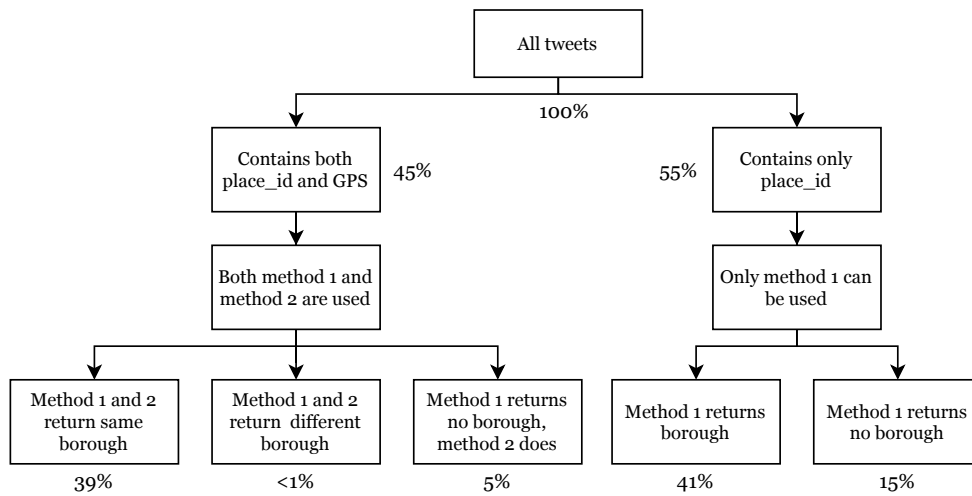 All tweets
100%
Contains both
place_id and GPS
45%
55%
Contains only
place_id
Both method 1 and
method 2 are used
Only method 1 can
be used
Method 1 and 2
return same
borough
Method 1 and 2
return different
borough
Method 1 returns
no borough,
method 2 does
Method 1 returns
borough
Method 1 returns
no borough
39%
<1%
5%
41%
15%